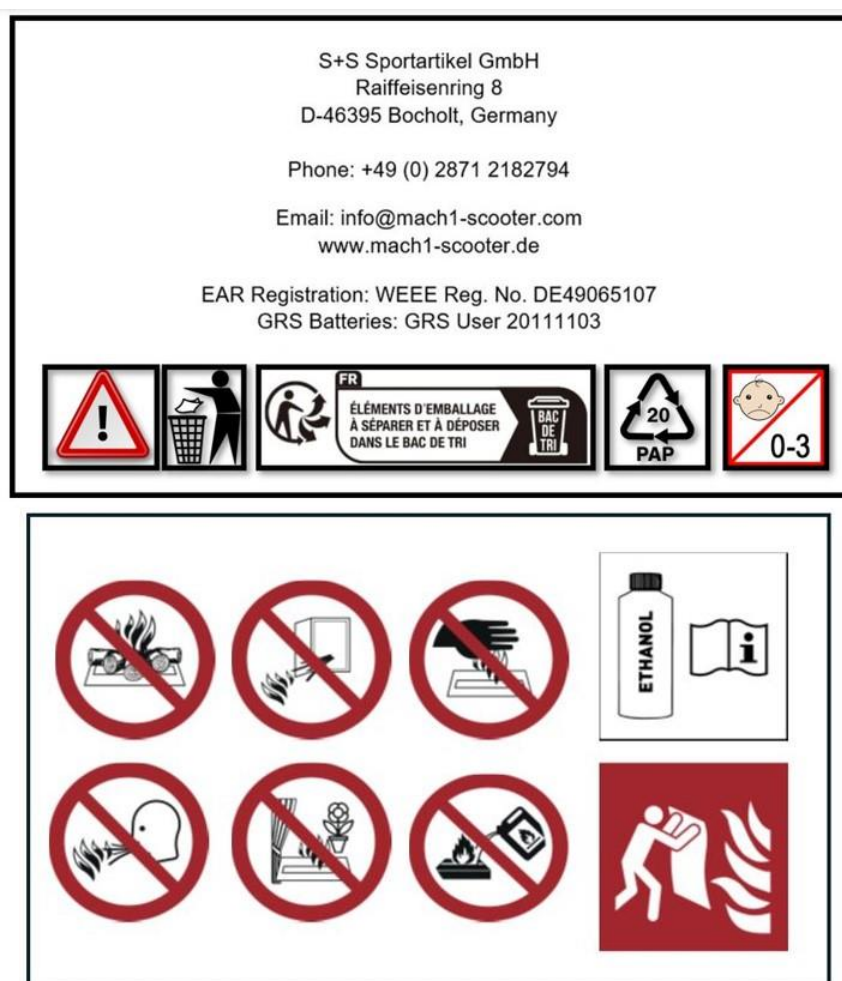 S+S Sportartikel GmbH
Raiffeisenring 8
D-46395 Bocholt, Germany
Phone: +49 (0) 2871 2182794
Email: info@mach1-scooter.com
www.mach1-scooter.de
EAR Registration: WEEE Reg. No. DE49065107
GRS Batteries: GRS User 20111103
!
FR
ÉLÉMENTS D'EMBALLAGE
À SÉPARER ET À DÉPOSER
DANS LE BAC DE TRI
BAC
DE
TRI
20
PAP
0-3
ETHANOL
i